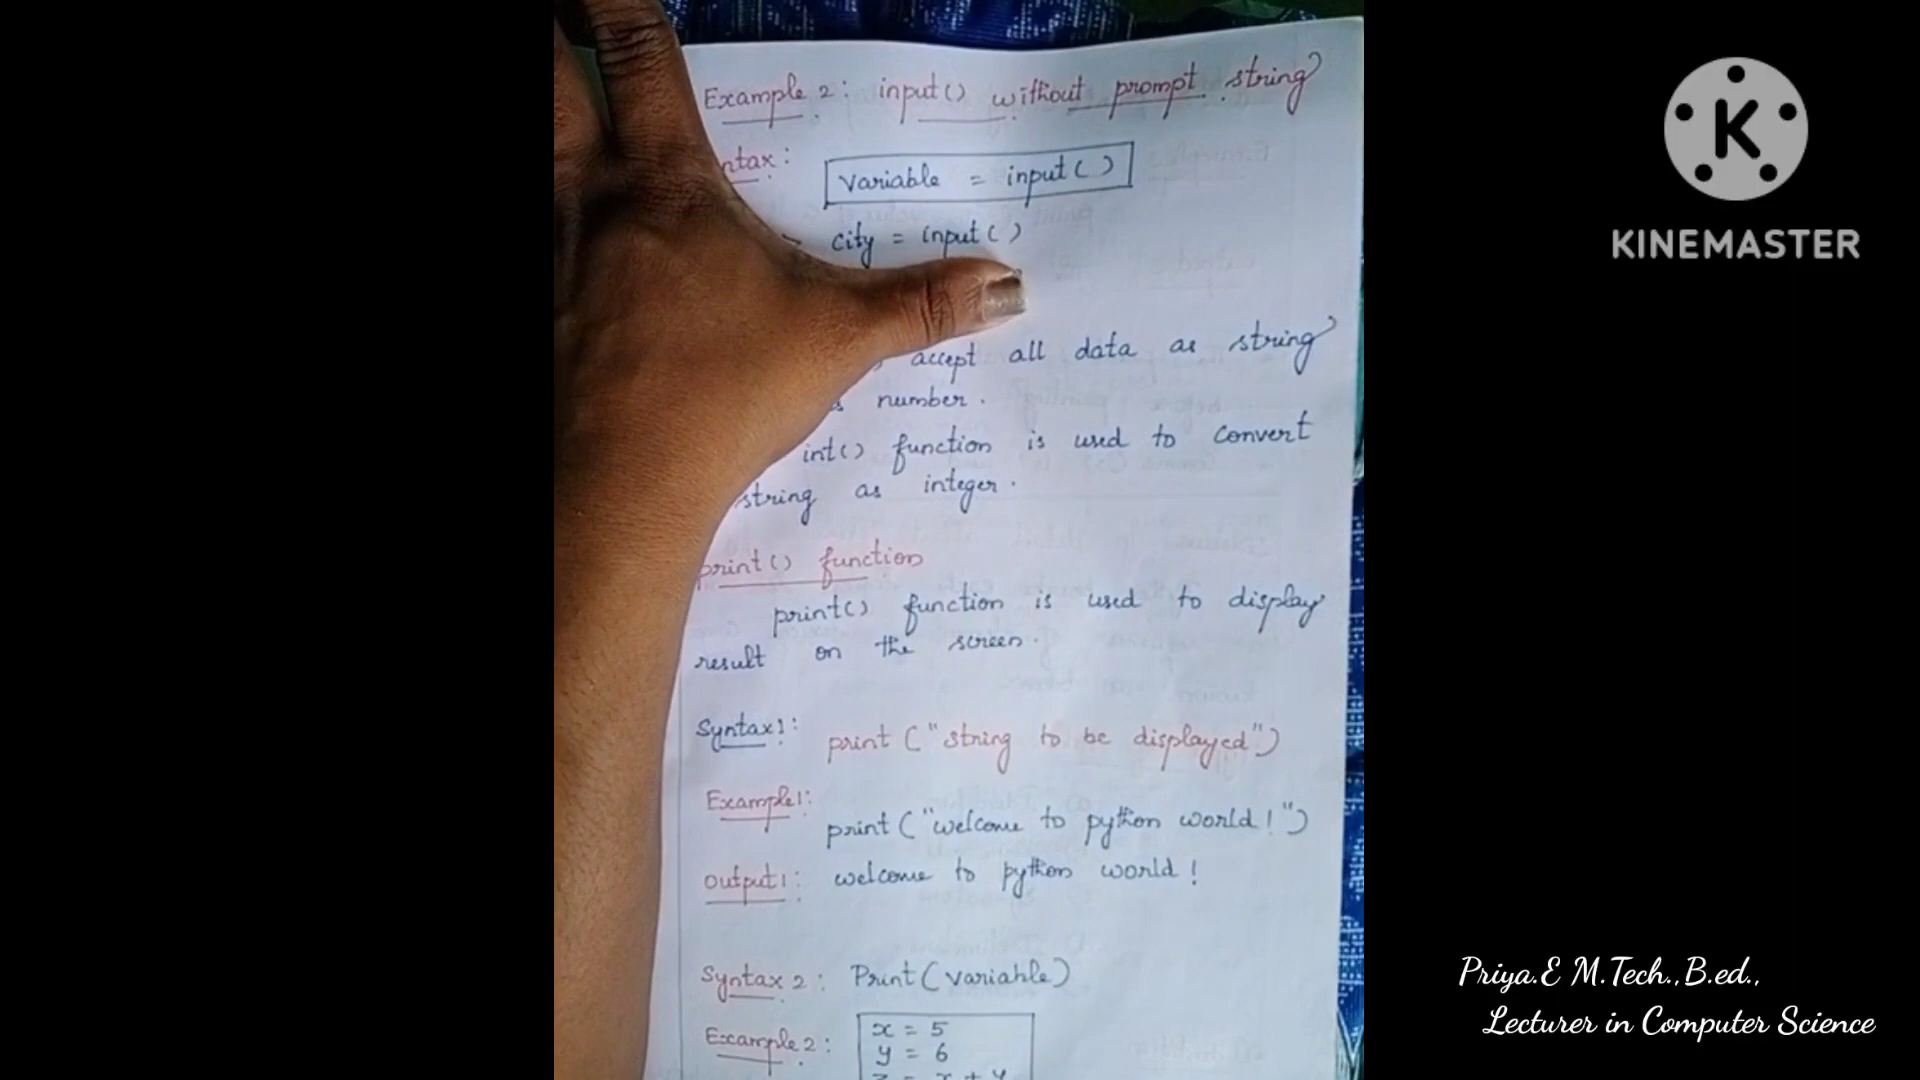 Example 2: input() without prompt string
ntax:
variable = input()
> city = input()
accept all data as string
number.
int() function is used to convert
string as integer.
print() function
print() function is used to display
result on the screen.
Syntax1:
print ("string to be displayed")
Example1:
print ("welcome to python world!")
Output1: welcome to python world!
Syntax 2: Print(variable)
Example 2:
x = 5
y = 6
z = x + y
K
KINEMASTER
Priya.E M.Tech.,B.ed.,
Lecturer in Computer Science